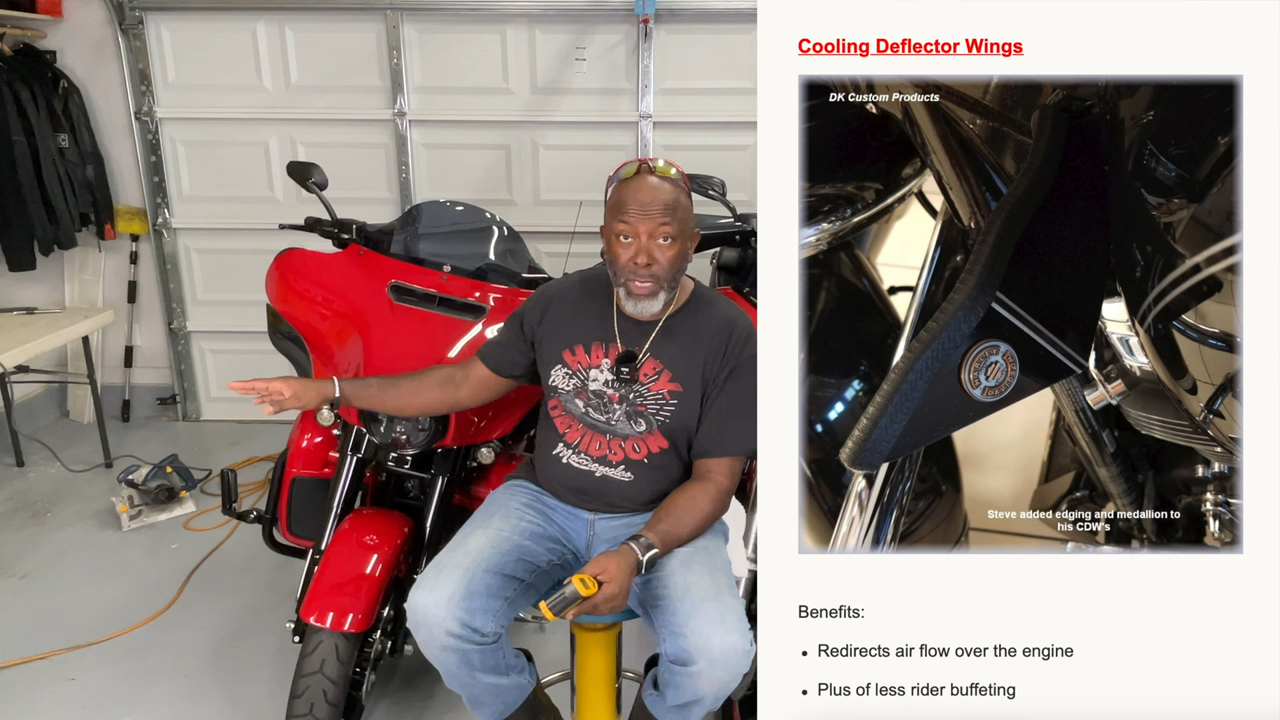 Cooling Deflector Wings
DK Custom Products
Steve added edging and medallion to
his CDW's
Benefits:
• Redirects air flow over the engine
• Plus of less rider buffeting
HARLEY
Est. 1903
DAVIDSON
Motorcycles